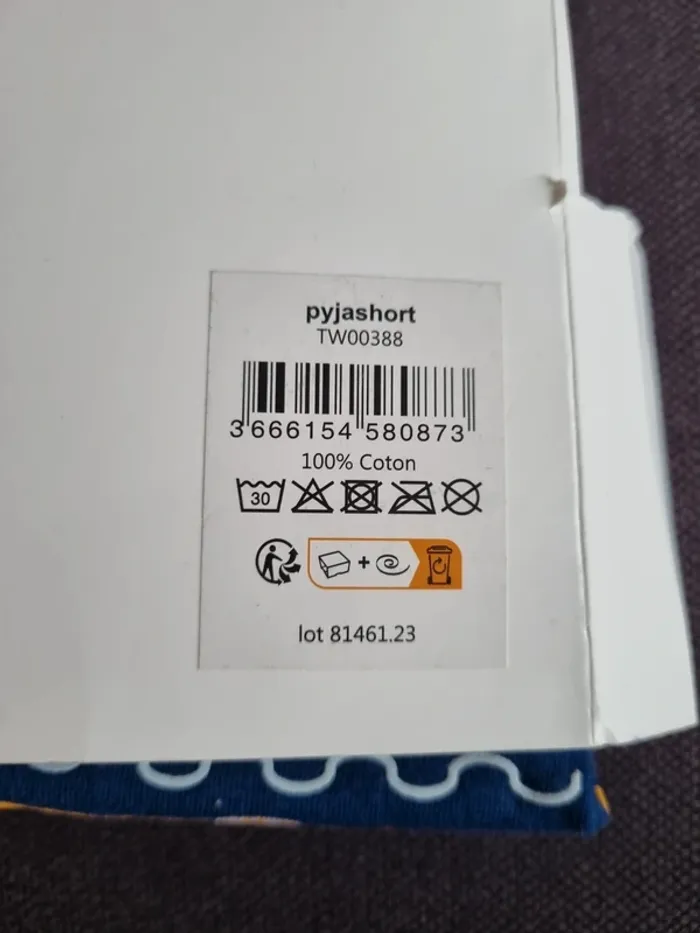 pyjashort
TW00388
3 666154 580873
100% Coton
30
lot 81461.23